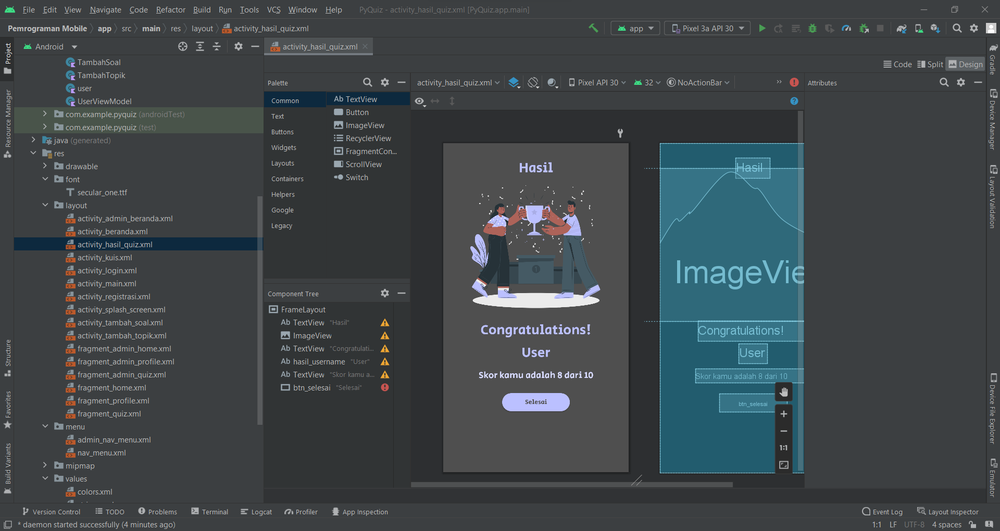 File Edit View Navigate Code Refactor Build Run Tools VCS Window Help PyQuiz - activity_hasil_quiz.xml [PyQuiz.app.main]
Pemrograman Mobile app src main res layout activity_hasil_quiz.xml app Pixel 3a API 30
Project
Resource Manager
Structure
Favorites
Build Variants
Android
TambahSoal
TambahTopik
user
UserViewModel
com.example.pyquiz (androidTest)
com.example.pyquiz (test)
java (generated)
res
drawable
font
secular_one.ttf
layout
activity_admin_beranda.xml
activity_beranda.xml
activity_hasil_quiz.xml
activity_kuis.xml
activity_login.xml
activity_main.xml
activity_registrasi.xml
activity_splash_screen.xml
activity_tambah_soal.xml
activity_tambah_topik.xml
fragment_admin_home.xml
fragment_admin_profile.xml
fragment_admin_quiz.xml
fragment_home.xml
fragment_profile.xml
fragment_quiz.xml
menu
admin_nav_menu.xml
nav_menu.xml
mipmap
values
colors.xml
activity_hasil_quiz.xml
Code Split Design
Palette
Common
Text
Buttons
Widgets
Layouts
Containers
Helpers
Google
Legacy
Ab TextView
Button
ImageView
RecyclerView
FragmentCon...
ScrollView
Switch
Component Tree
FrameLayout
Ab TextView "Hasil"
ImageView
Ab TextView "Congratulati...
Ab hasil_username "User"
Ab TextView "Skor kamu a...
btn_selesai "Selesai"
activity_hasil_quiz.xml Pixel API 30 32 NoActionBar
Hasil
1
Congratulations!
User
Skor kamu adalah 8 dari 10
Selesai
Hasil
ImageVie
Congratulations!
User
Skor kamu adalah 8 dari 10
btn_selesai
1:1
Attributes
Gradle
Device Manager
Layout Validation
Device File Explorer
Emulator
Version Control TODO Problems Terminal Logcat Profiler App Inspection Event Log Layout Inspector
* daemon started successfully (4 minutes ago) 1:1 LF UTF-8 4 spaces